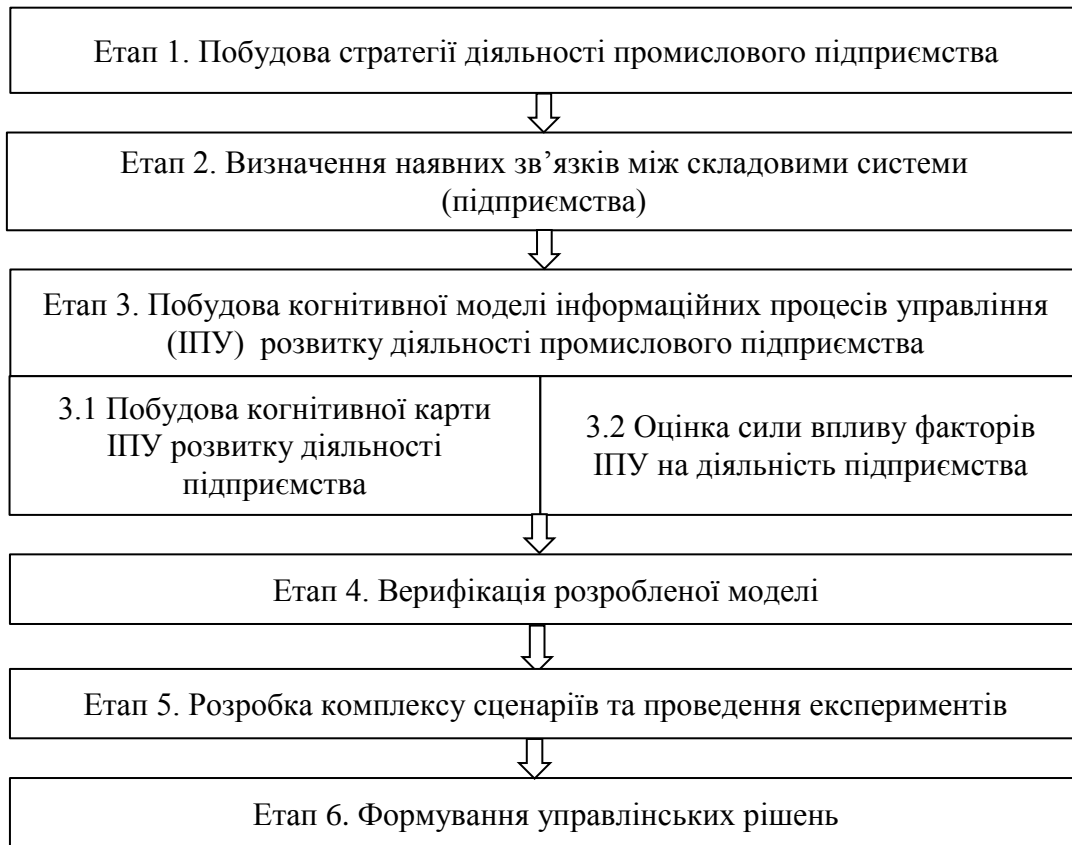 Етап 1. Побудова стратегії діяльності промислового підприємства
Етап 2. Визначення наявних зв’язків між складовими системи
(підприємства)
Етап 3. Побудова когнітивної моделі інформаційних процесів управління
(ІПУ) розвитку діяльності промислового підприємства
3.1 Побудова когнітивної карти
ІПУ розвитку діяльності
підприємства
3.2 Оцінка сили впливу факторів
ІПУ на діяльність підприємства
Етап 4. Верифікація розробленої моделі
Етап 5. Розробка комплексу сценаріїв та проведення експериментів
Етап 6. Формування управлінських рішень